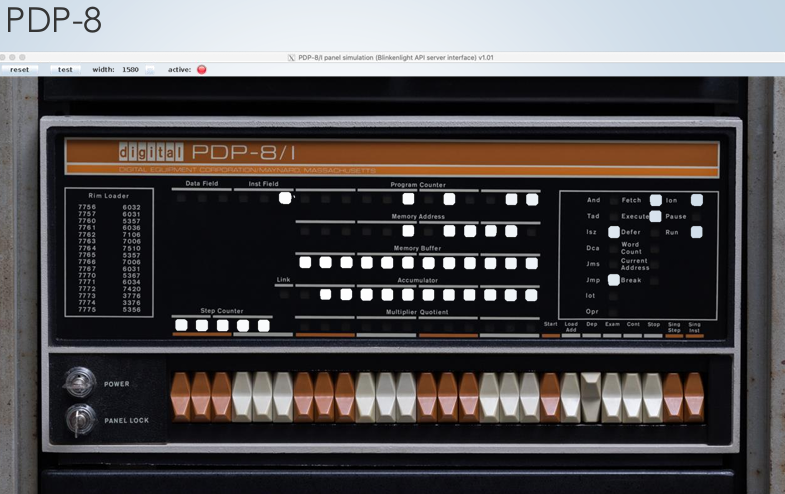 PDP-8
PDP-8/I panel simulation (Blinkenlight API server interface) v1.01
reset test width: 1580 active:
digital PDP-8/I
DIGITAL EQUIPMENT CORPORATION/MAYNARD, MASSACHUSETTS
Data Field Inst Field Program Counter
Rim Loader
7756 6032
7757 6031
7760 5357
7761 6036
7762 7106
7763 7006
7764 7510
7765 5357
7766 7006
7767 6031
7770 5367
7771 6034
7772 7420
7773 3776
7774 3376
7775 5356
Memory Address
Memory Buffer
Link Accumulator
Step Counter Multiplier Quotient
And Fetch Ion
Tad Execute Pause
Isz Defer Run
Dca Word Count
Jms Current Address
Jmp Break
Iot
Opr
Start Load Add Dep Exam Cont Stop Sing Step Sing Inst
POWER
PANEL LOCK